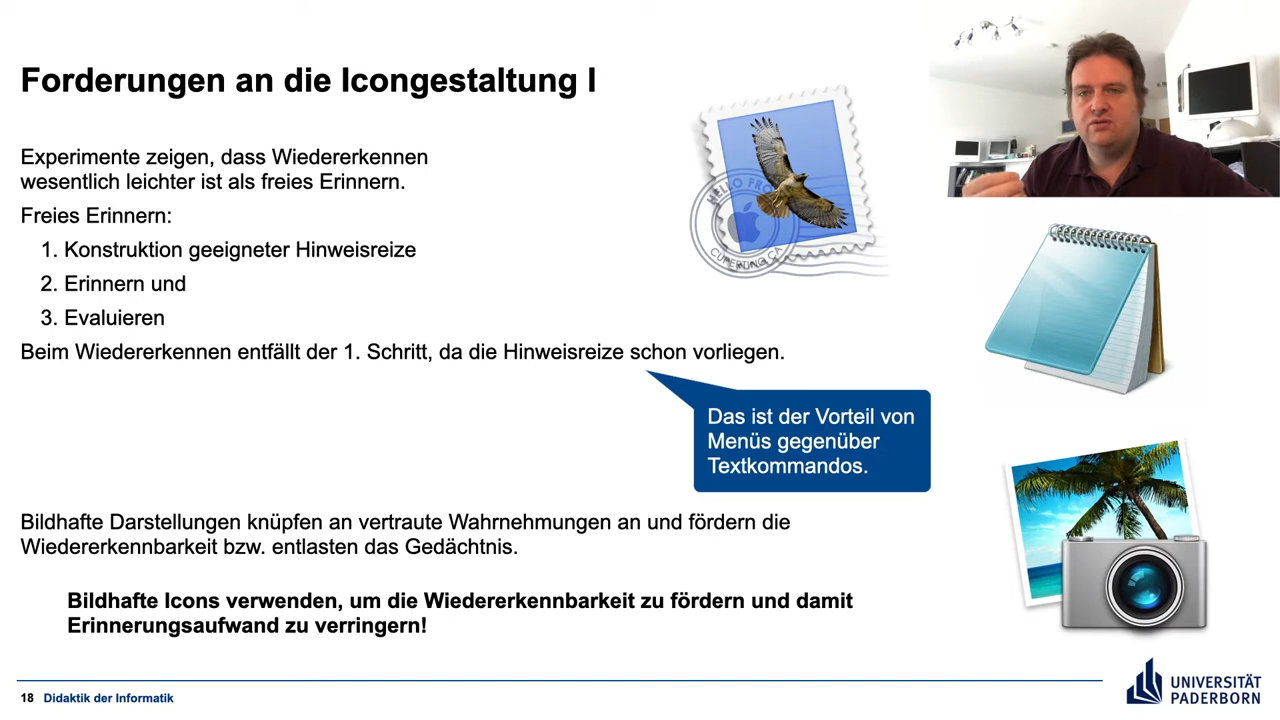 Forderungen an die Icongestaltung I
Experimente zeigen, dass Wiedererkennen
wesentlich leichter ist als freies Erinnern.
Freies Erinnern:
1. Konstruktion geeigneter Hinweisreize
2. Erinnern und
3. Evaluieren
Beim Wiedererkennen entfällt der 1. Schritt, da die Hinweisreize schon vorliegen.
Das ist der Vorteil von
Menüs gegenüber
Textkommandos.
Bildhafte Darstellungen knüpfen an vertraute Wahrnehmungen an und fördern die
Wiedererkennbarkeit bzw. entlasten das Gedächtnis.
Bildhafte Icons verwenden, um die Wiedererkennbarkeit zu fördern und damit
Erinnerungsaufwand zu verringern!
HELLO FRO
CUPERTINO CA
18 Didaktik der Informatik
UNIVERSITÄT
PADERBORN